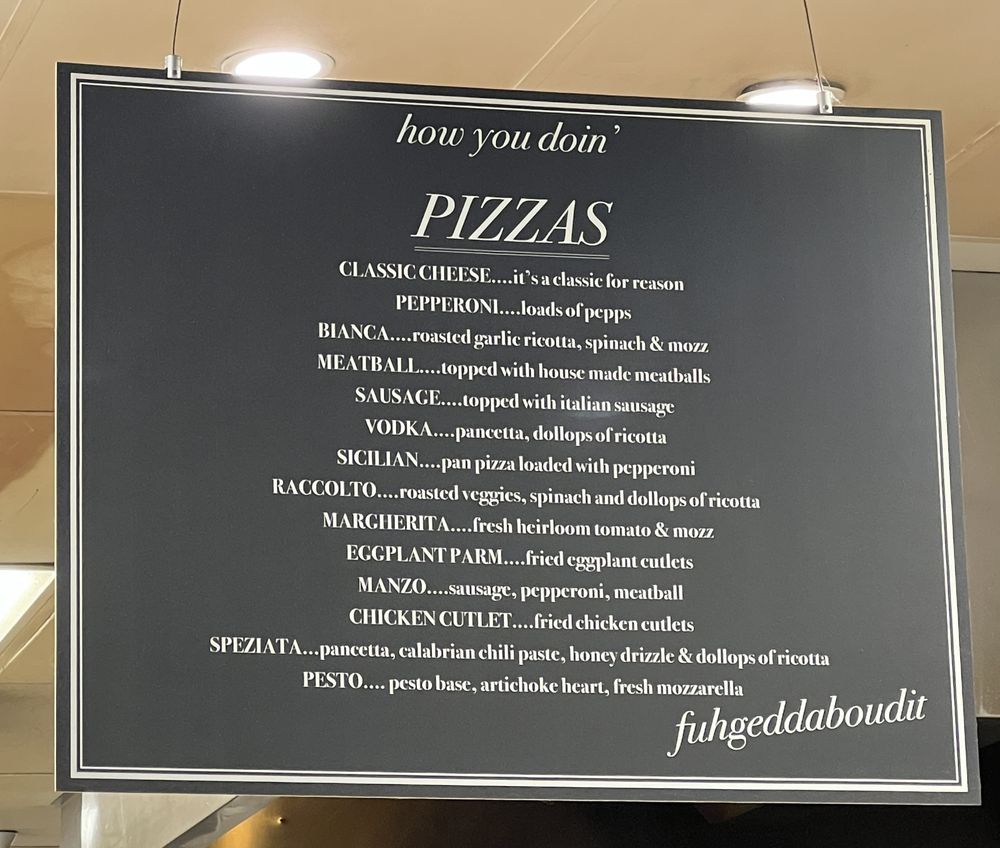 how you doin'
PIZZAS
CLASSIC CHEESE....it's a classic for reason
PEPPERONI....loads of pepps
BIANCA....roasted garlic ricotta, spinach & mozz
MEATBALL....topped with house made meatballs
SAUSAGE....topped with italian sausage
VODKA....pancetta, dollops of ricotta
SICILIAN....pan pizza loaded with pepperoni
RACCOLTO....roasted veggies, spinach and dollops of ricotta
MARGHERITA....fresh heirloom tomato & mozz
EGGPLANT PARM....fried eggplant cutlets
MANZO....sausage, pepperoni, meatball
CHICKEN CUTLET....fried chicken cutlets
SPEZIATA...pancetta, calabrian chili paste, honey drizzle & dollops of ricotta
PESTO.... pesto base, artichoke heart, fresh mozzarella
fuhgeddaboudit